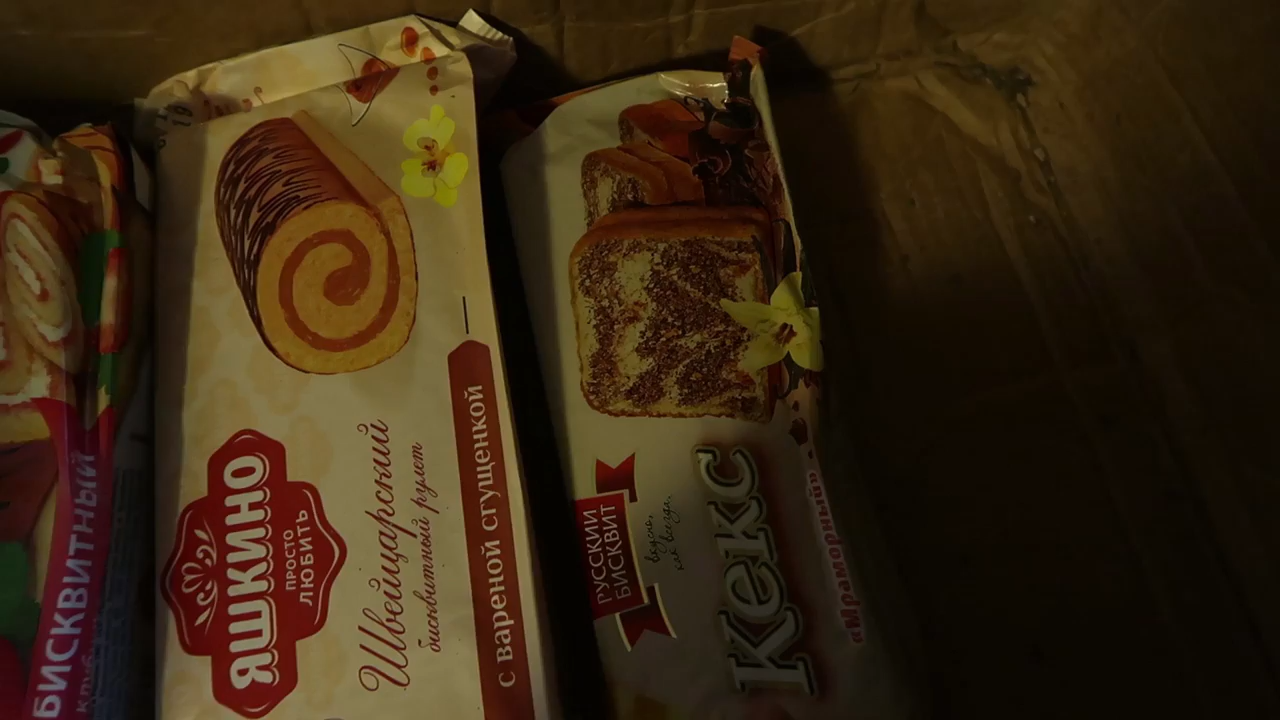 БИСКВИТНЫЙ
ЯШКИНО
ПРОСТО
ЛЮБИТЬ
Швейцарский
бисквитный рулет
с вареной сгущенкой
РУССКИЙ
БИСКВИТ
вкусно,
как всегда.
Кекс
«Мраморный»